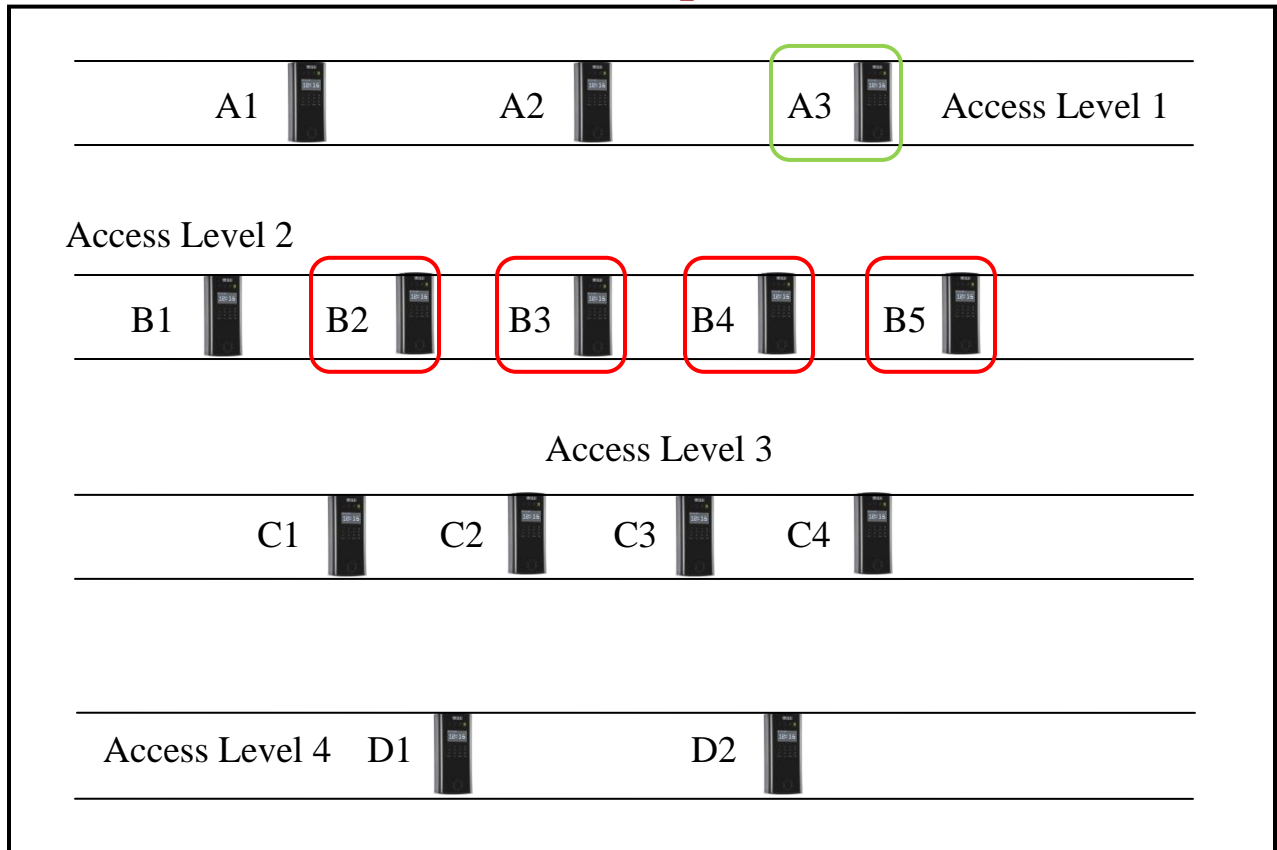 A1 A2 A3 Access Level 1
Access Level 2
B1 B2 B3 B4 B5
Access Level 3
C1 C2 C3 C4
Access Level 4 D1 D2